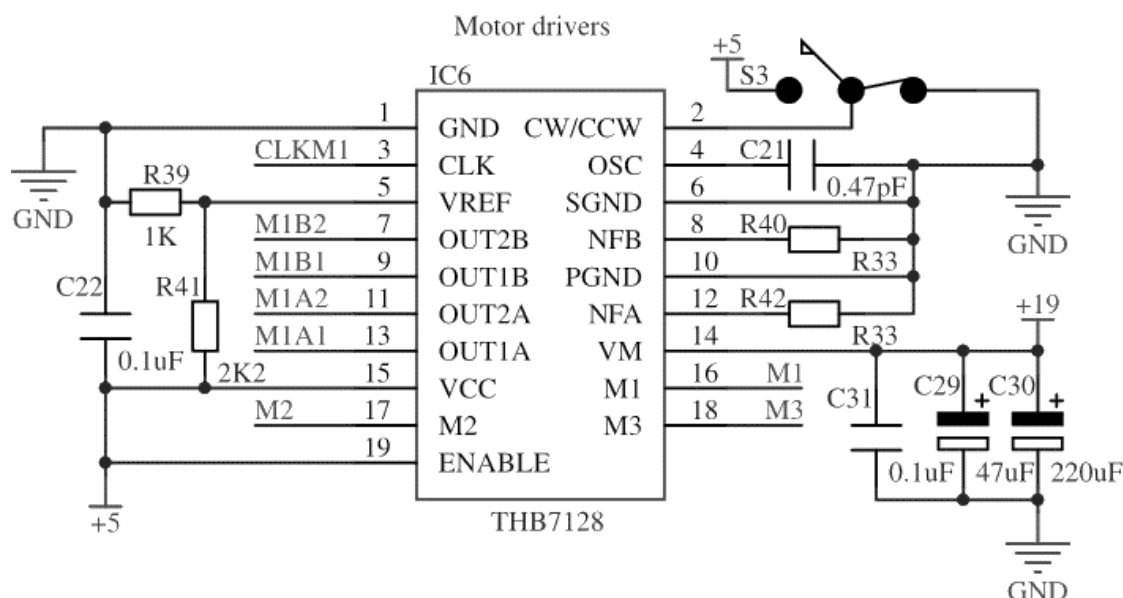 Motor drivers
+5
S3
IC6
1 GND CW/CCW 2
CLKM1 3 CLK OSC 4 C21 0.47pF
GND
R39 1K
5 VREF SGND 6
GND
M1B2 7 OUT2B NFB 8 R40 R33
M1B1 9 OUT1B PGND 10
C22 0.1uF
R41 2K2
M1A2 11 OUT2A NFA 12 R42 R33
+19
M1A1 13 OUT1A VM 14
15 VCC M1 16 M1
M2 17 M2 M3 18 M3
C31 0.1uF
C29 + 47uF
C30 + 220uF
19 ENABLE
+5
THB7128
GND